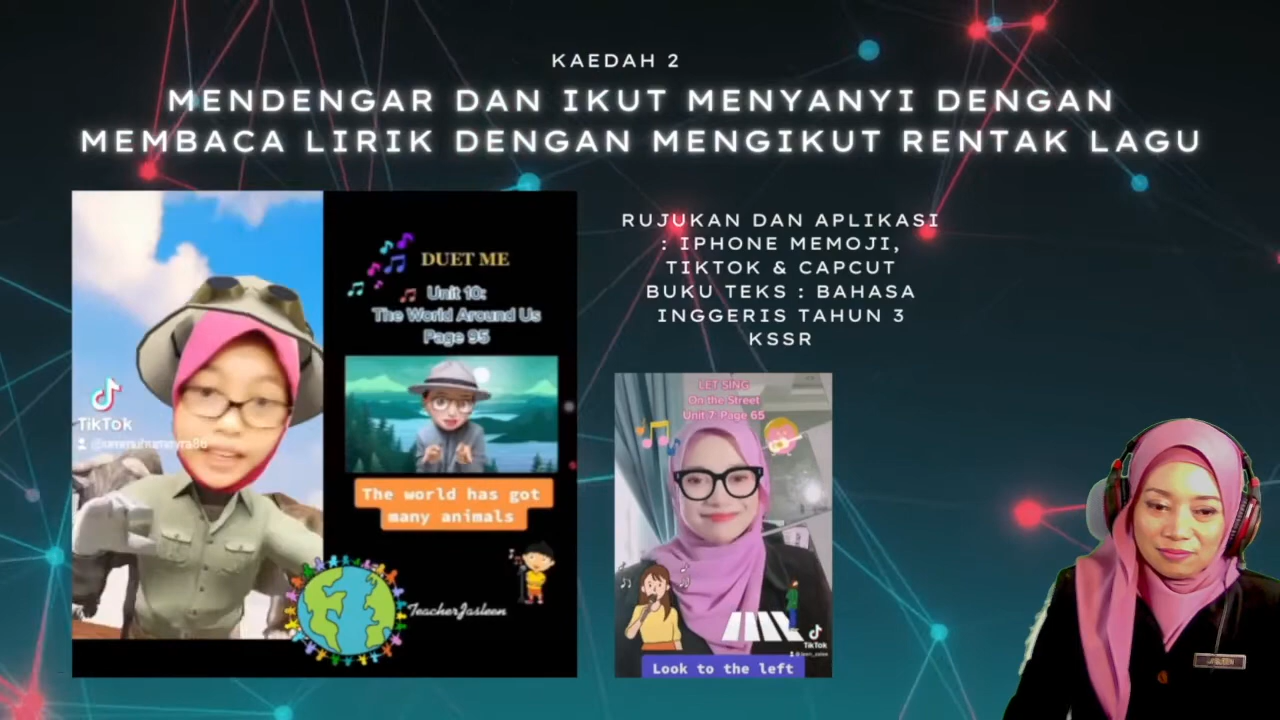 KAEDAH 2
MENDENGAR DAN IKUT MENYANYI DENGAN
MEMBACA LIRIK DENGAN MENGIKUT RENTAK LAGU
RUJUKAN DAN APLIKASI
: IPHONE MEMOJI,
TIKTOK & CAPCUT
BUKU TEKS : BAHASA
INGGERIS TAHUN 3
KSSR
DUET ME
Unit 10:
The World Around Us
Page 95
TikTok
The world has got
many animals
TeacherJasleen
LET SING
On the Street
Unit 7 Page 65
TikTok
Look to the left